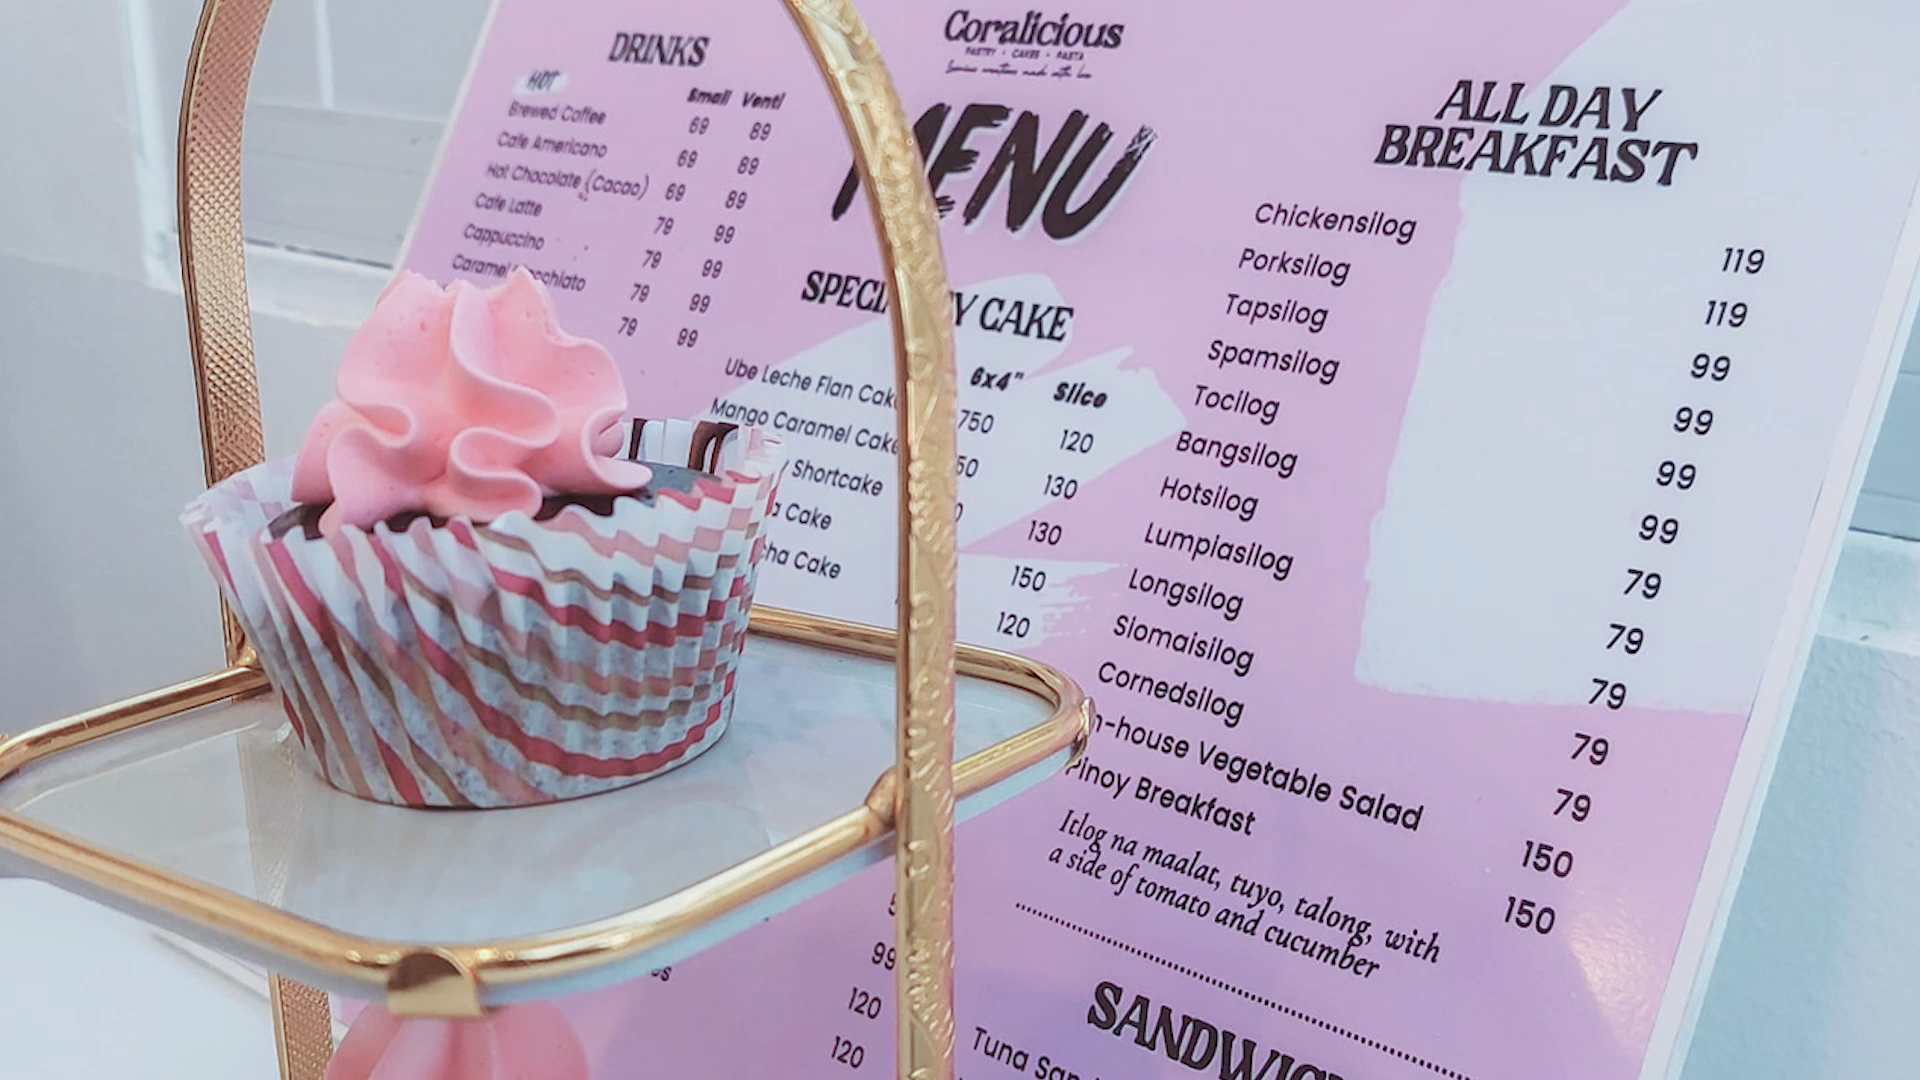 Coralicious
PASTRY • CAKES • PASTA
MENU
DRINKS
HOT Small Venti
Brewed Coffee 69 89
Cafe Americano 69 89
Hot Chocolate (Cacao) 69 89
Cafe Latte 79 99
Cappuccino 79 99
Caramel 79 99
79 99
CAKE
6x4" Slice
Ube Leche Flan Cake 750 120
Mango Caramel Cake 50 130
Shortcake 130
Cake 150
Cake 120
99
120
120
ALL DAY
BREAKFAST
Chickensilog 119
Porksilog 119
Tapsilog 99
Spamsilog 99
Tocilog 99
Bangsilog 99
Hotsilog 79
Lumpiasilog 79
Longsilog 79
Siomaisilog 79
Cornedsilog 79
n-house Vegetable Salad 150
Pinoy Breakfast 150
Itlog na maalat, tuyo, talong, with
a side of tomato and cucumber
SANDWIC
Tuna San